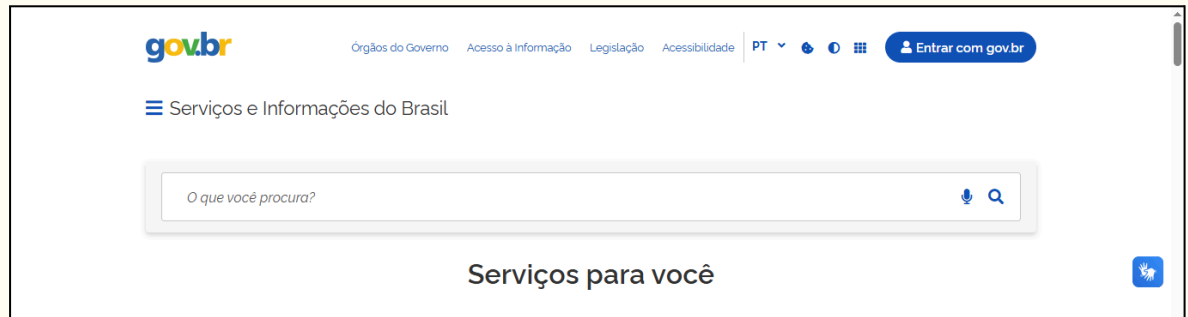 gov.br
Órgãos do Governo Acesso à Informação Legislação Acessibilidade PT Entrar com gov.br
Serviços e Informações do Brasil
O que você procura?
Serviços para você